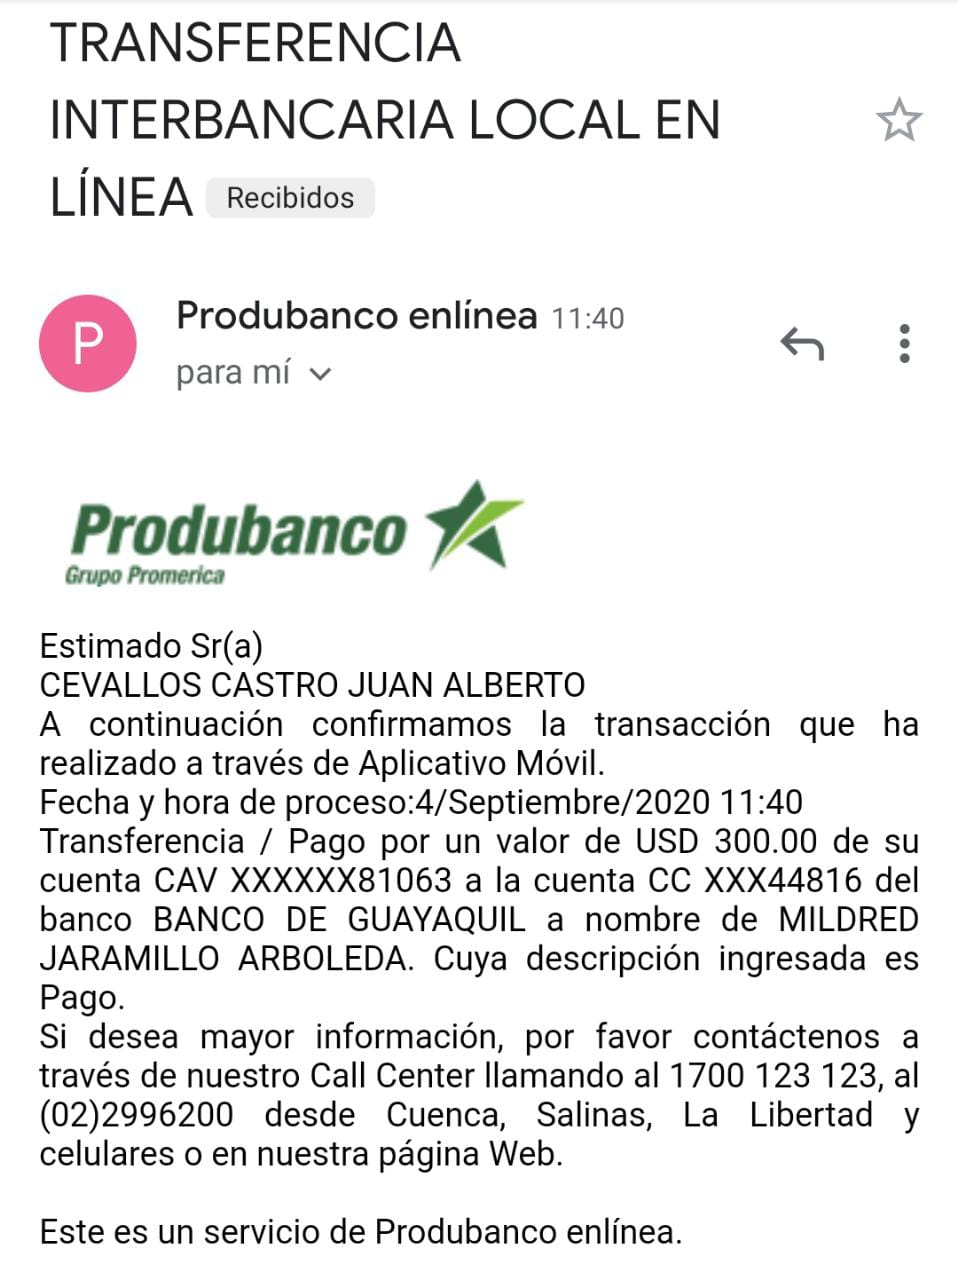 TRANSFERENCIA
INTERBANCARIA LOCAL EN
LÍNEA Recibidos
P
Produbanco enlínea 11:40
para mí
Produbanco
Grupo Promerica
Estimado Sr(a)
CEVALLOS CASTRO JUAN ALBERTO
A continuación confirmamos la transacción que ha
realizado a través de Aplicativo Móvil.
Fecha y hora de proceso:4/Septiembre/2020 11:40
Transferencia / Pago por un valor de USD 300.00 de su
cuenta CAV XXXXXX81063 a la cuenta CC XXX44816 del
banco BANCO DE GUAYAQUIL a nombre de MILDRED
JARAMILLO ARBOLEDA. Cuya descripción ingresada es
Pago.
Si desea mayor información, por favor contáctenos a
través de nuestro Call Center llamando al 1700 123 123, al
(02)2996200 desde Cuenca, Salinas, La Libertad y
celulares o en nuestra página Web.
Este es un servicio de Produbanco enlínea.